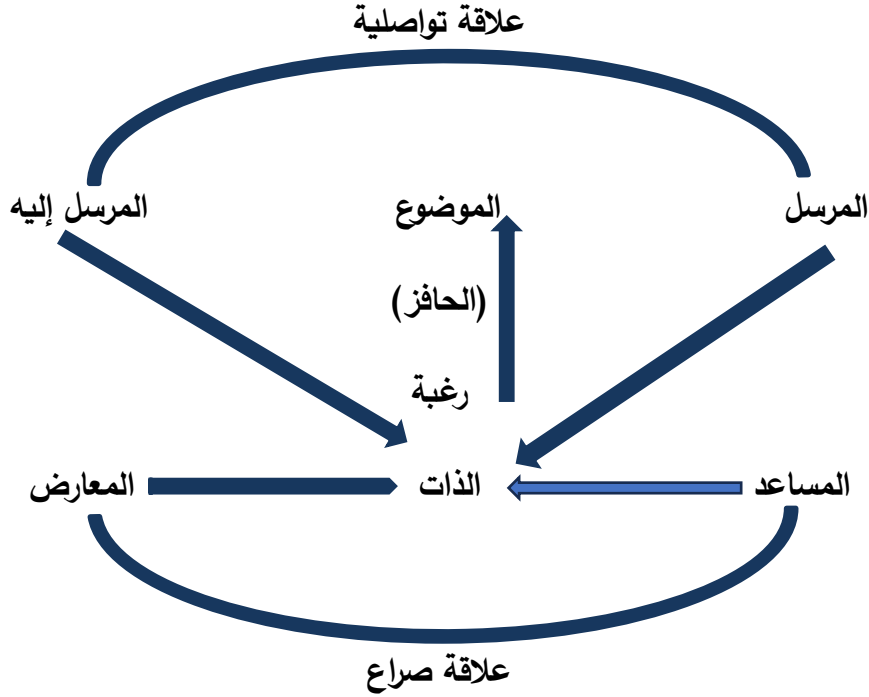 علاقة تواصلية
المرسل الموضوع المرسل إليه
(الحافز)
رغبة
المساعد الذات المعارض
علاقة صراع